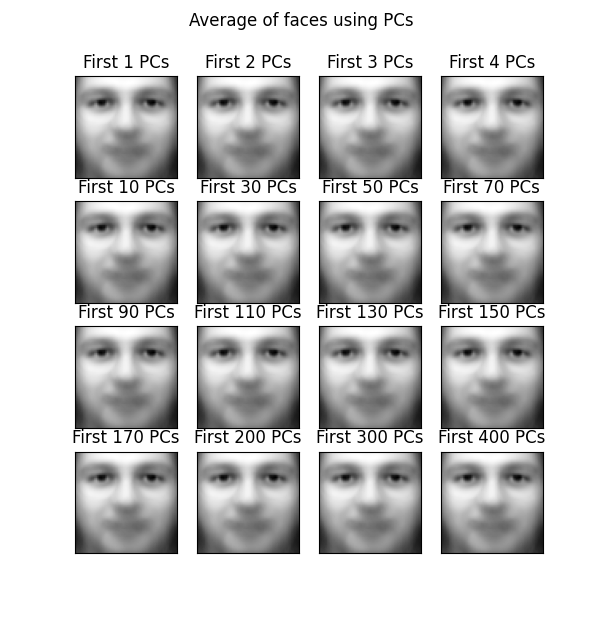 Average of faces using PCs
First 1 PCs First 2 PCs First 3 PCs First 4 PCs
First 10 PCs First 30 PCs First 50 PCs First 70 PCs
First 90 PCs First 110 PCs First 130 PCs First 150 PCs
First 170 PCs First 200 PCs First 300 PCs First 400 PCs